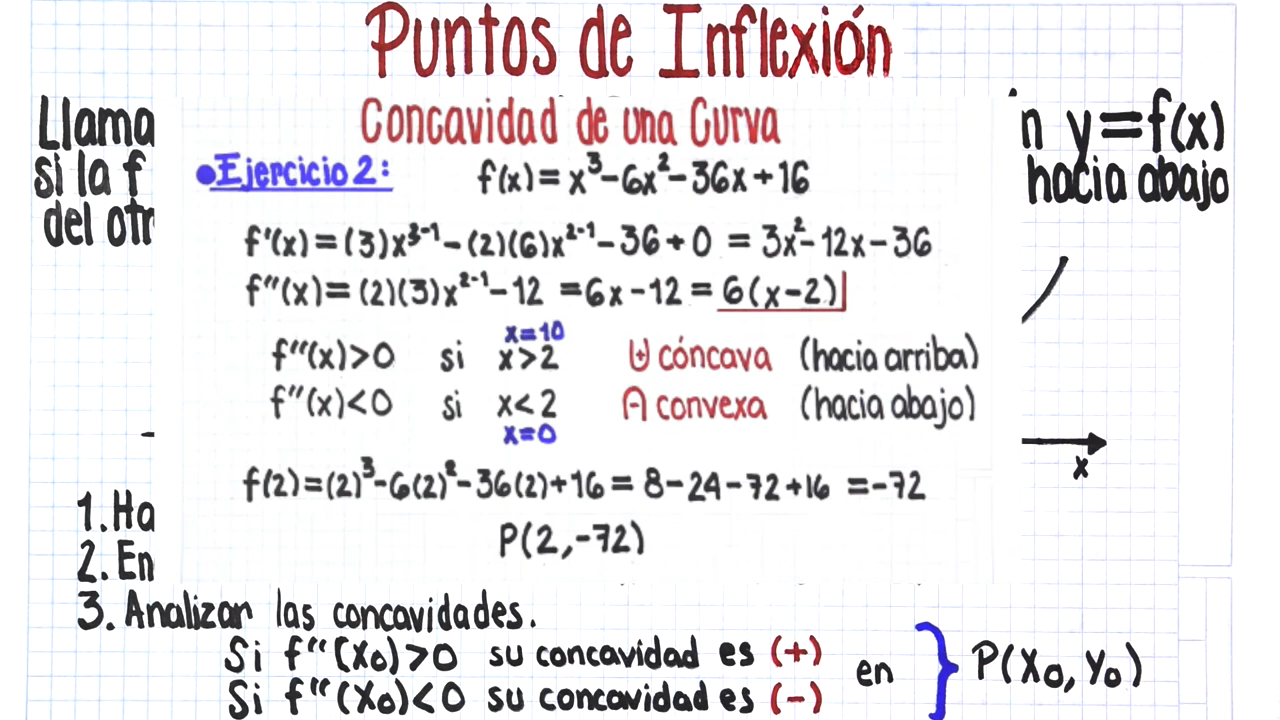 Puntos de Inflexión
Llama
n y=f(x)
si la f
hacia abajo
del otr
Concavidad de una Curva
•Ejercicio 2: f(x)=x³-6x²-36x+16
f'(x)=(3)x³⁻¹-(2)(6)x²⁻¹-36+0 = 3x²-12x-36
f''(x)=(2)(3)x²⁻¹-12 =6x-12= 6(x-2)
x=10
f''(x)>0 si x>2 cóncava (hacia arriba)
f''(x)<0 si x<2 convexa (hacia abajo)
x=0
x
f(2)=(2)³-6(2)²-36(2)+16= 8-24-72+16 =-72
P(2,-72)
1. Ha
2. En
3. Analizar las concavidades.
Si f''(x₀)>0 su concavidad es (+)
en P(x₀,y₀)
Si f''(x₀)<0 su concavidad es (-)